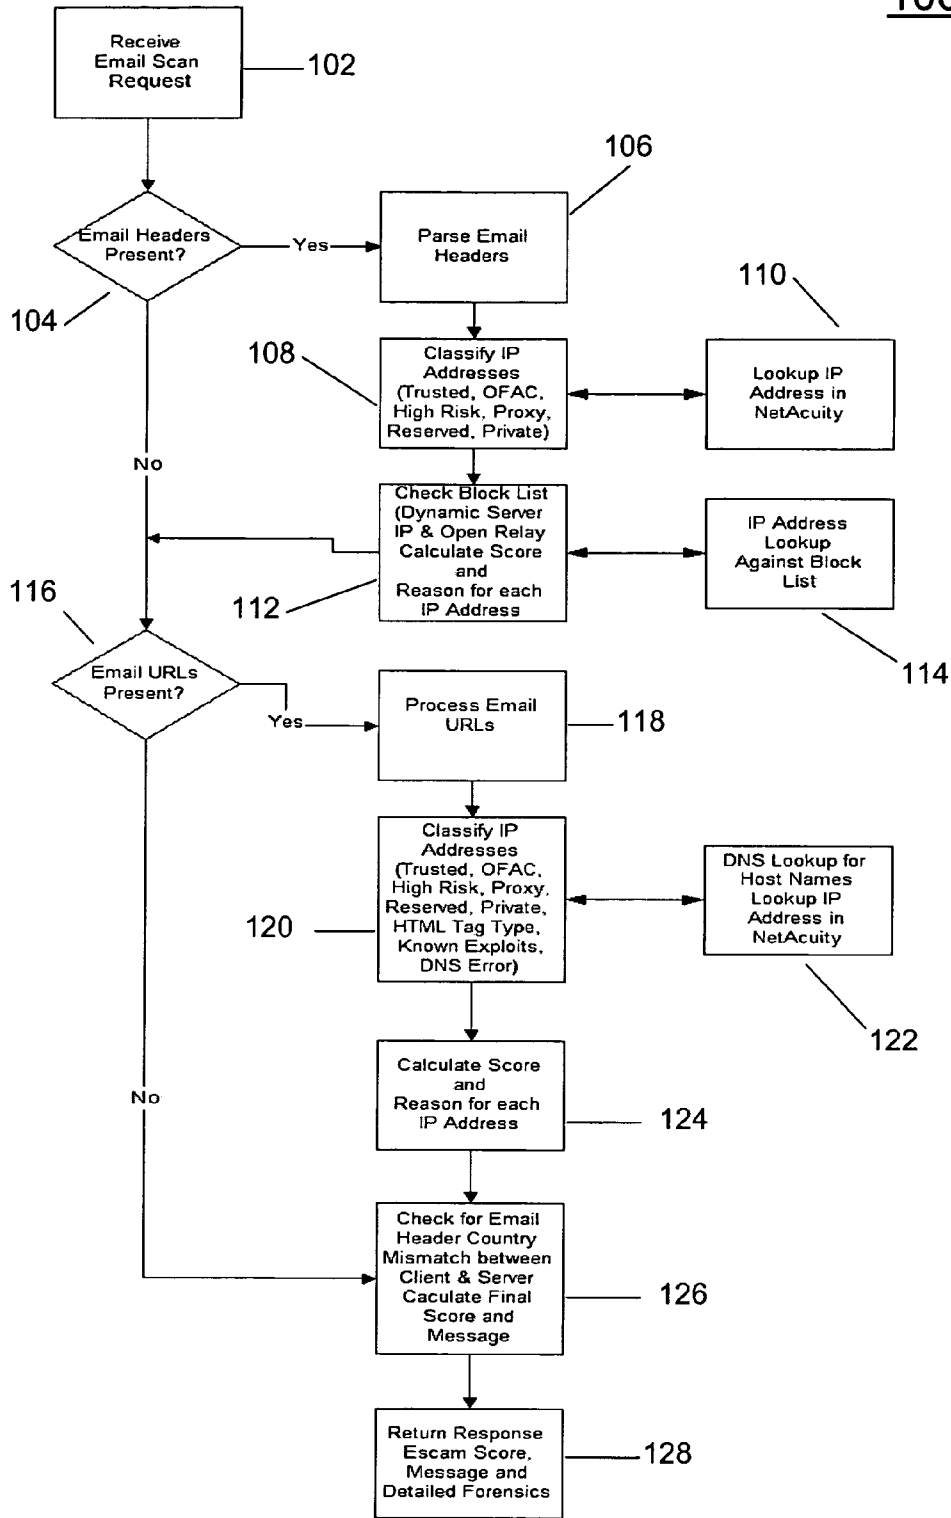 Receive
Email Scan
Request
102
Email Headers
Present?
104
Yes
Parse Email
Headers
106
Classify IP
Addresses
(Trusted, OFAC,
High Risk, Proxy,
Reserved, Private)
108
Lookup IP
Address in
NetAcuity
110
No
Check Block List
(Dynamic Server
IP & Open Relay
Calculate Score
and
Reason for each
IP Address
112
IP Address
Lookup
Against Block
List
114
116
Email URLs
Present?
Yes
Process Email
URLs
118
Classify IP
Addresses
(Trusted, OFAC,
High Risk, Proxy,
Reserved, Private,
HTML Tag Type,
Known Exploits,
DNS Error)
120
DNS Lookup for
Host Names
Lookup IP
Address in
NetAcuity
122
Calculate Score
and
Reason for each
IP Address
124
No
Check for Email
Header Country
Mismatch between
Client & Server
Caculate Final
Score and
Message
126
Return Response
Escam Score,
Message and
Detailed Forensics
128